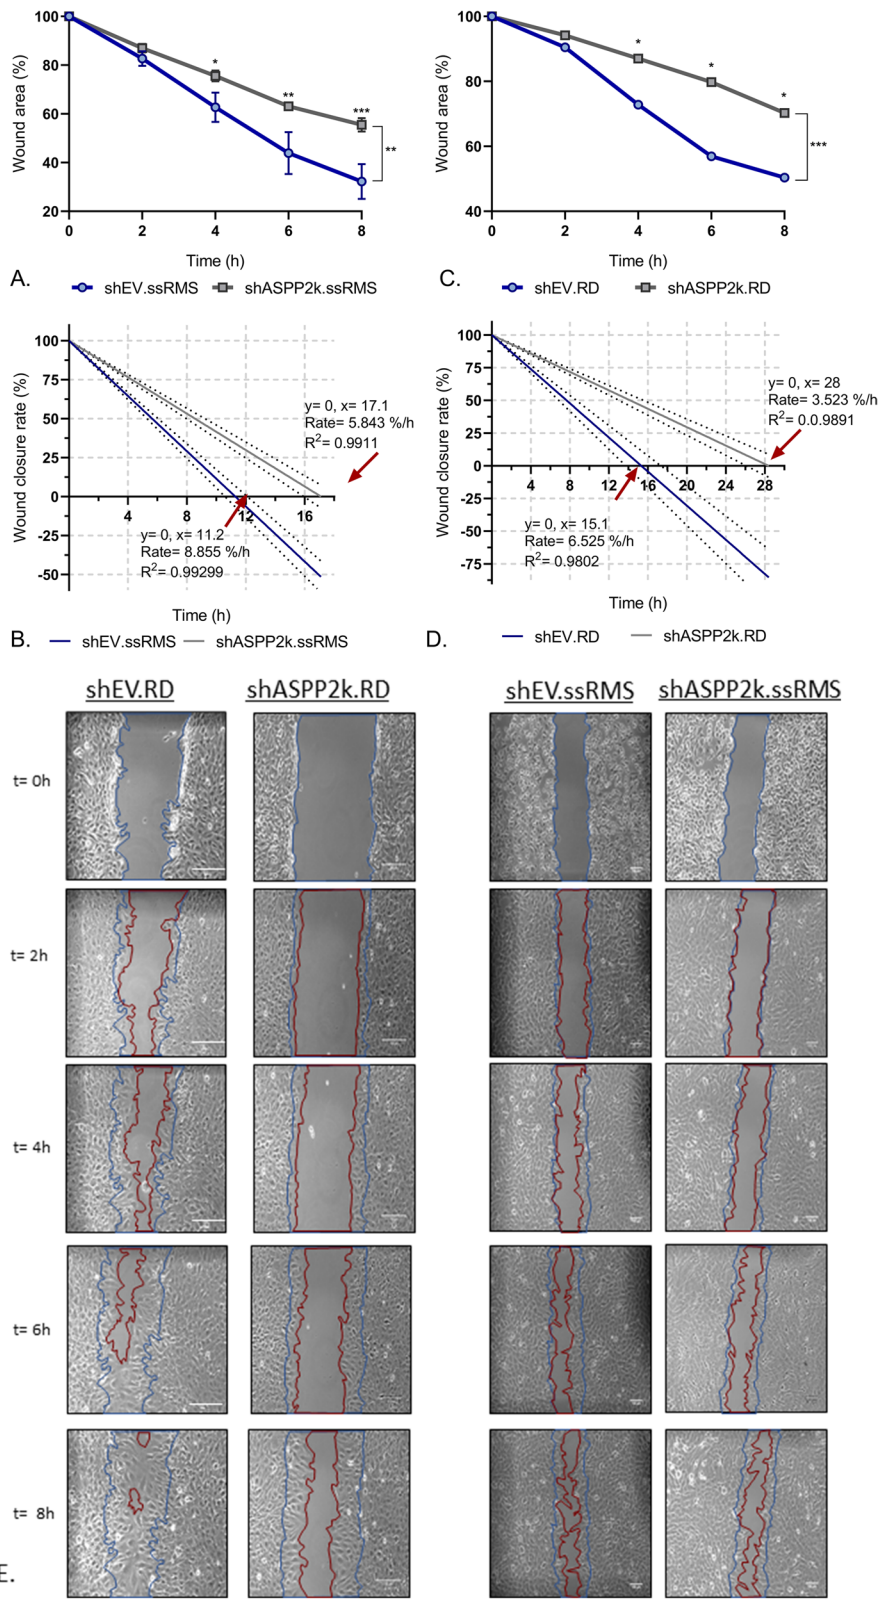 100
80
60
40
20
Wound area (%)
*
**
***
**
0 2 4 6 8
Time (h)
A.
shEV.ssRMS shASPP2k.ssRMS
100
80
60
40
Wound area (%)
*
*
*
***
0 2 4 6 8
Time (h)
C.
shEV.RD shASPP2k.RD
100
75
50
25
0
-25
-50
Wound closure rate (%)
4 8 12 16
y= 0, x= 17.1
Rate= 5.843 %/h
R²= 0.9911
y= 0, x= 11.2
Rate= 8.855 %/h
R²= 0.99299
Time (h)
B.
shEV.ssRMS shASPP2k.ssRMS
100
75
50
25
0
-25
-50
-75
Wound closure rate (%)
4 8 12 16 20 24 28
y= 0, x= 28
Rate= 3.523 %/h
R²= 0.0.9891
y= 0, x= 15.1
Rate= 6.525 %/h
R²= 0.9802
Time (h)
D.
shEV.RD shASPP2k.RD
shEV.RD shASPP2k.RD shEV.ssRMS shASPP2k.ssRMS
t= 0h
t= 2h
t= 4h
t= 6h
t= 8h
E.